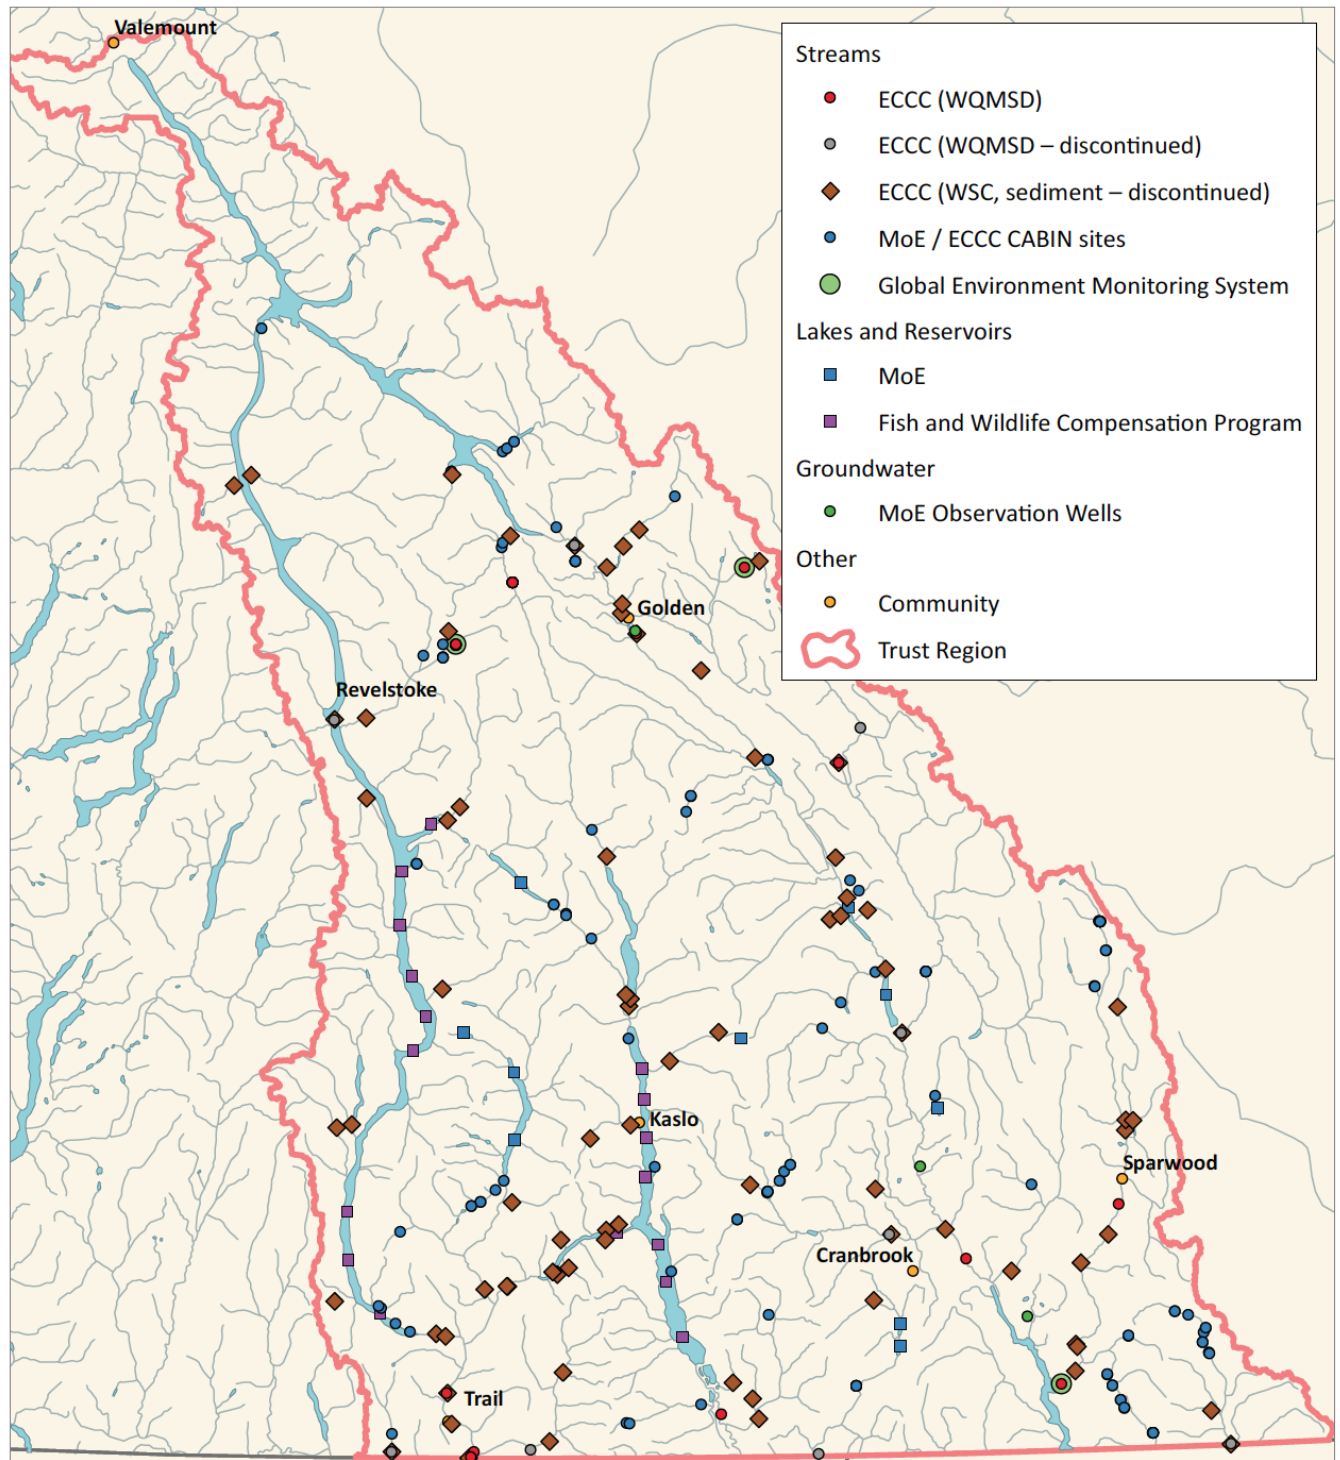 Valemount
Streams
ECCC (WQMSD)
ECCC (WQMSD – discontinued)
ECCC (WSC, sediment – discontinued)
MoE / ECCC CABIN sites
Global Environment Monitoring System
Lakes and Reservoirs
MoE
Fish and Wildlife Compensation Program
Groundwater
MoE Observation Wells
Other
Community
Trust Region
Golden
Revelstoke
Kaslo
Sparwood
Cranbrook
Trail